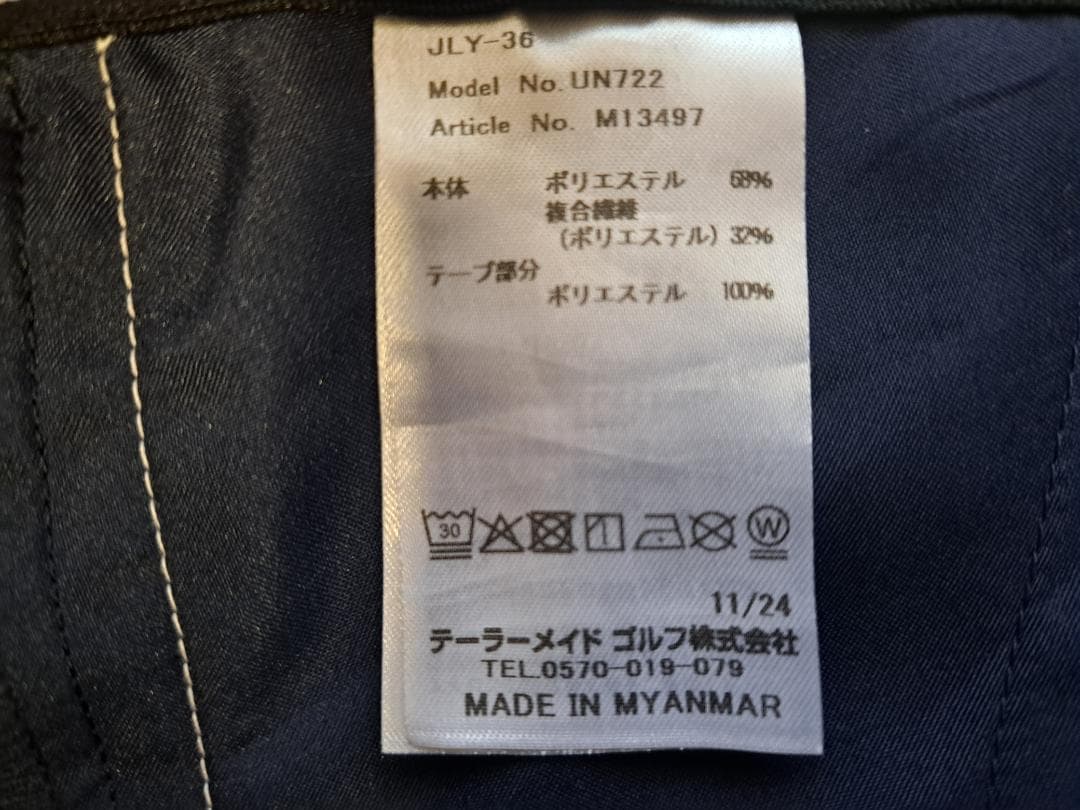 JLY-36
Model No. UN722
Article No. M13497
本体 ポリエステル 68%
複合繊維
(ポリエステル) 32%
テープ部分
ポリエステル 100%
30
W
11/24
テーラーメイド ゴルフ株式会社
TEL.0570-019-079
MADE IN MYANMAR